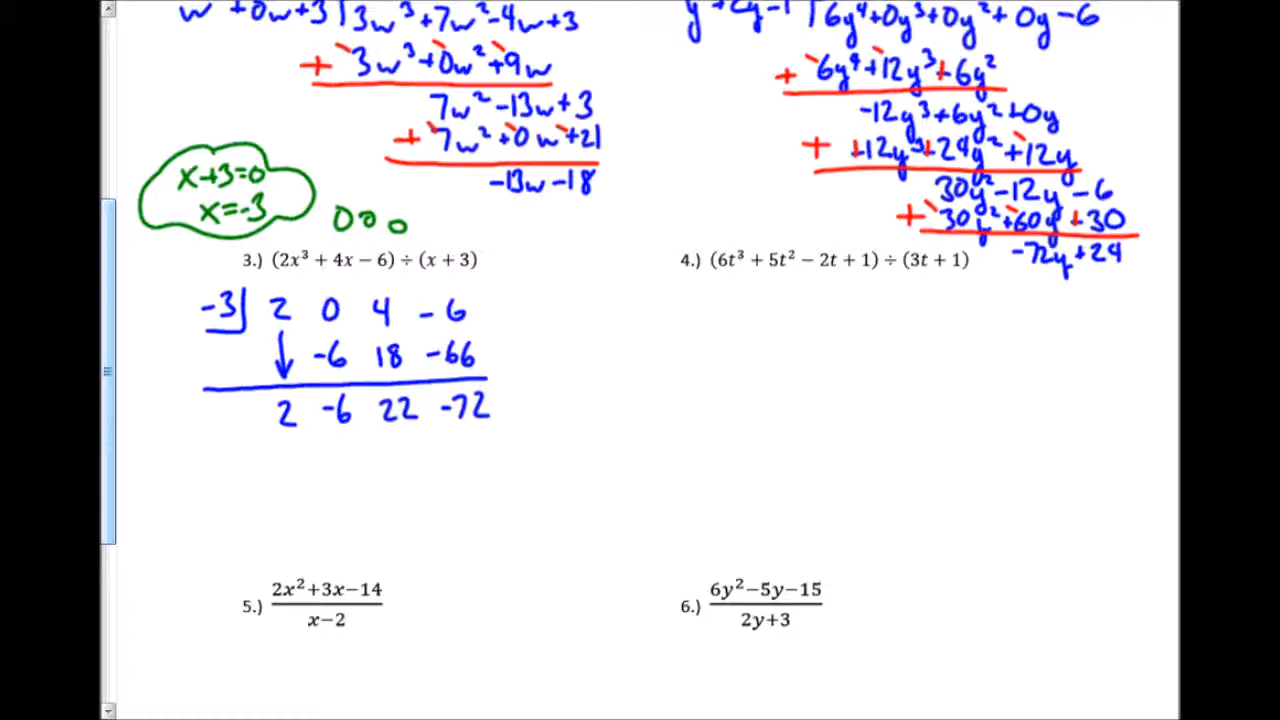 w² + 0w + 3 | 3w³ + 7w² - 4w + 3
+ 3w³ + 0w² + 9w
7w² - 13w + 3
+ 7w² + 0w + 21
-13w - 18
6y⁴ + 0y³ + 0y² + 0y - 6
+ 6y⁴ + 12y³ + 6y²
-12y³ + 6y² + 0y
+ 12y³ + 24y² + 12y
30y² - 12y - 6
+ 30y² + 60y + 30
-72y + 24
x+3=0
x=-3
3.) (2x³ + 4x − 6) ÷ (x + 3)
-3| 2 0 4 -6
-6 18 -66
2 -6 22 -72
4.) (6t³ + 5t² − 2t + 1) ÷ (3t + 1)
5.) 2x²+3x−14
x−2
6.) 6y²−5y−15
2y+3